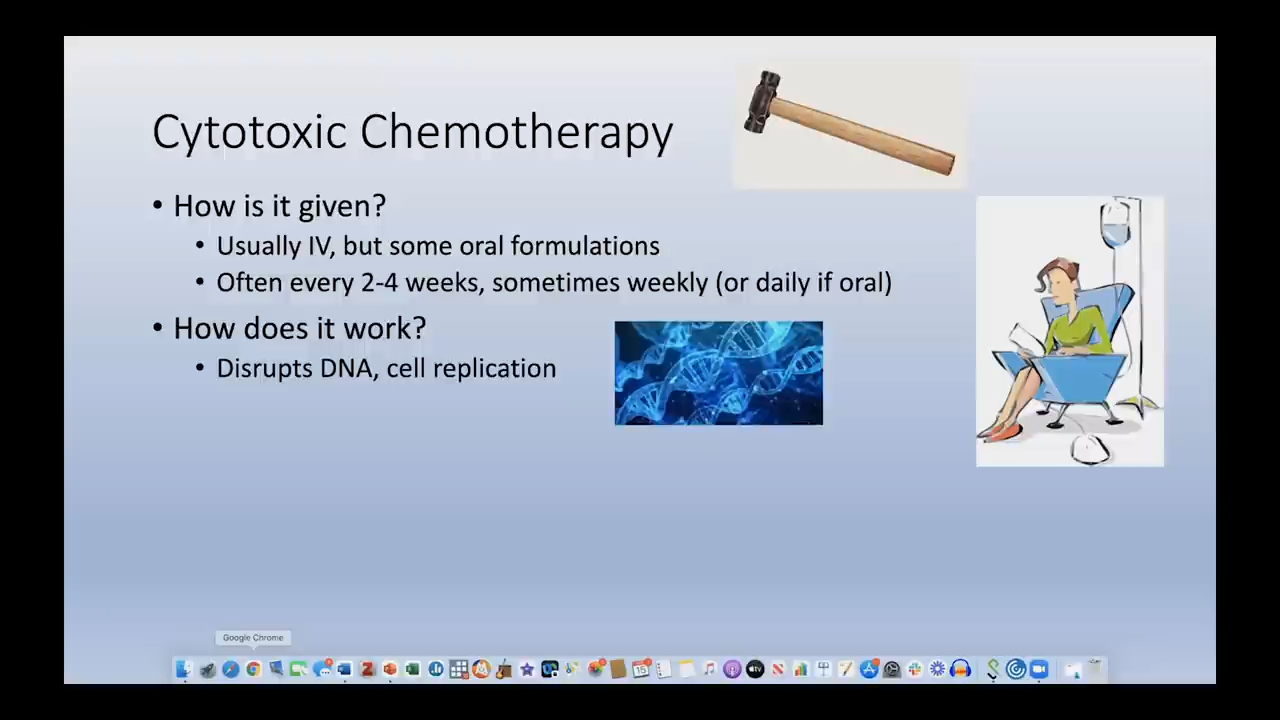 Cytotoxic Chemotherapy
• How is it given?
• Usually IV, but some oral formulations
• Often every 2-4 weeks, sometimes weekly (or daily if oral)
• How does it work?
• Disrupts DNA, cell replication
Google Chrome